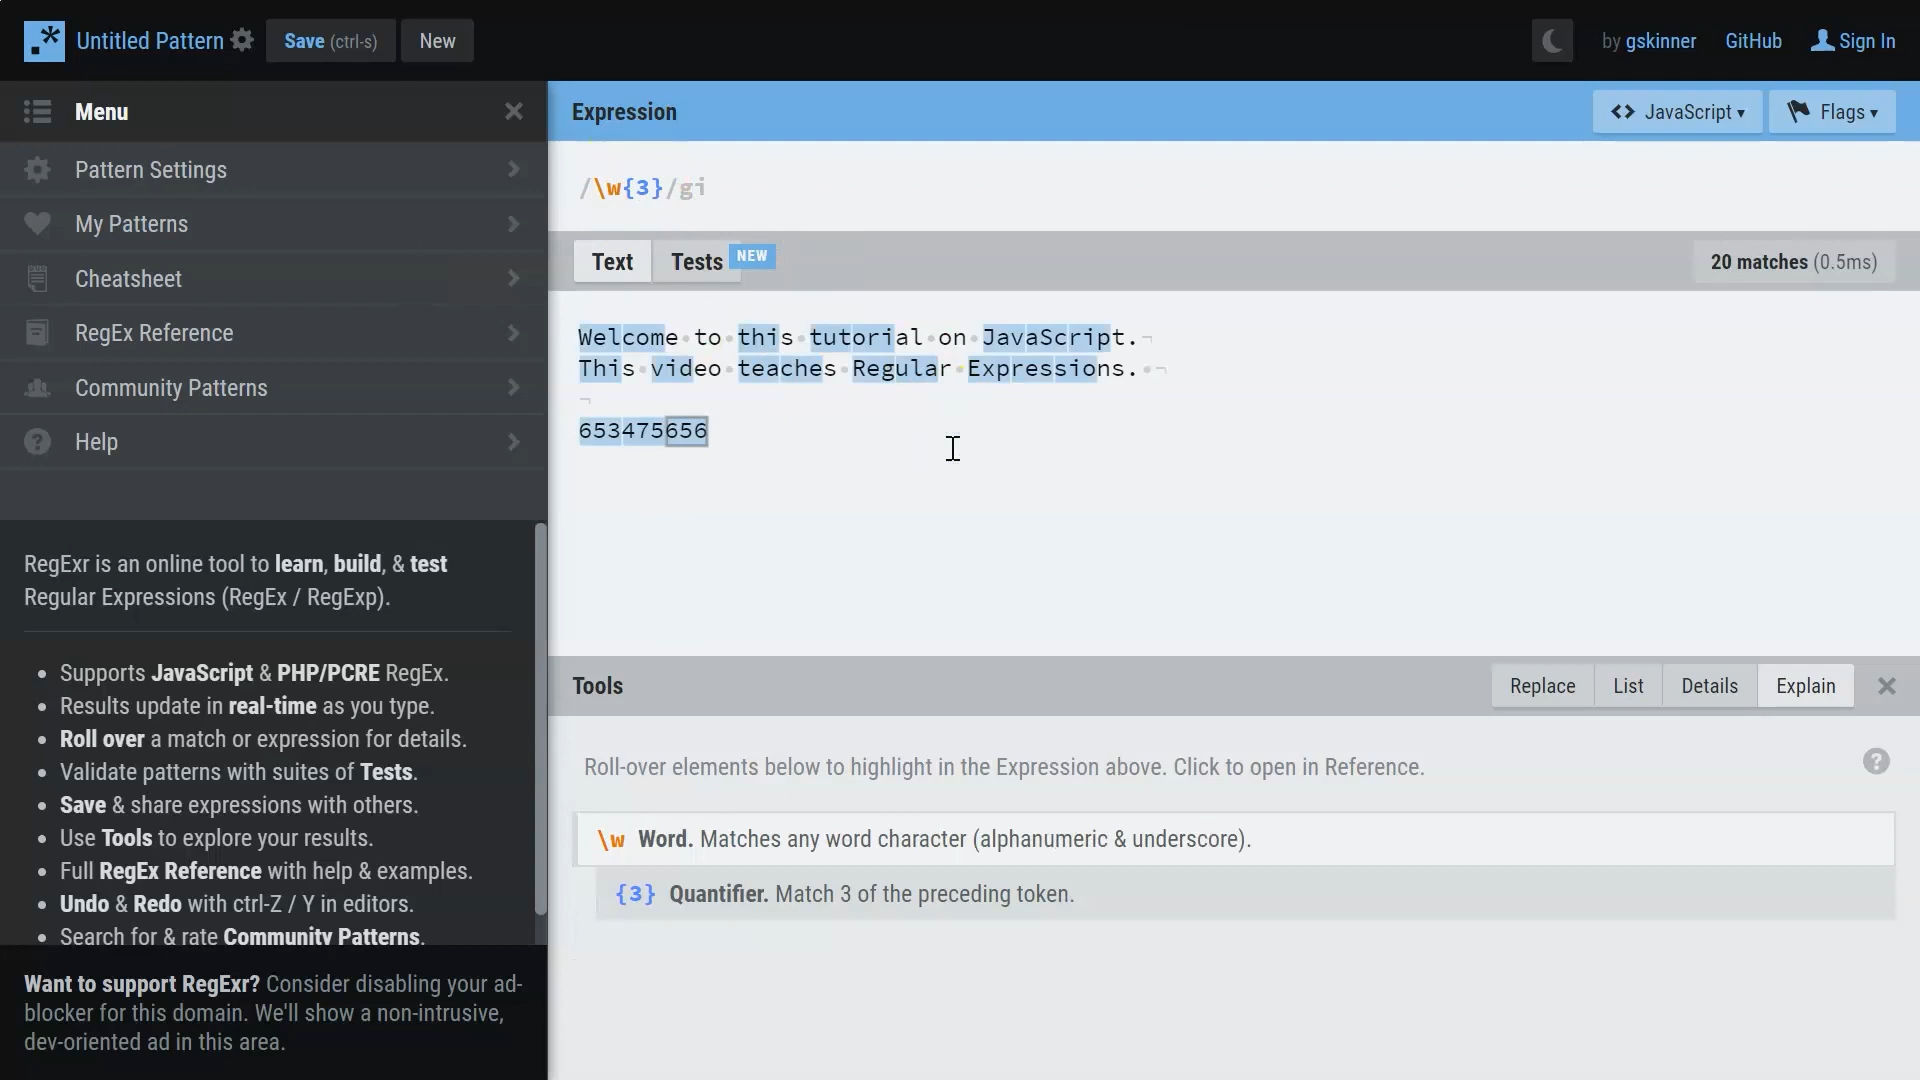 Untitled Pattern Save (ctrl-s) New by gskinner GitHub Sign In
Menu
Pattern Settings
My Patterns
Cheatsheet
RegEx Reference
Community Patterns
Help
RegExr is an online tool to learn, build, & test
Regular Expressions (RegEx / RegExp).
• Supports JavaScript & PHP/PCRE RegEx.
• Results update in real-time as you type.
• Roll over a match or expression for details.
• Validate patterns with suites of Tests.
• Save & share expressions with others.
• Use Tools to explore your results.
• Full RegEx Reference with help & examples.
• Undo & Redo with ctrl-Z / Y in editors.
• Search for & rate Community Patterns.
Want to support RegExr? Consider disabling your ad-
blocker for this domain. We'll show a non-intrusive,
dev-oriented ad in this area.
Expression <> JavaScript ▾ Flags ▾
/\w{3}/gi
Text Tests NEW 20 matches (0.5ms)
Welcome to this tutorial on JavaScript.
This video teaches Regular Expressions.
653475656
Tools Replace List Details Explain
Roll-over elements below to highlight in the Expression above. Click to open in Reference. ?
\w Word. Matches any word character (alphanumeric & underscore).
{3} Quantifier. Match 3 of the preceding token.